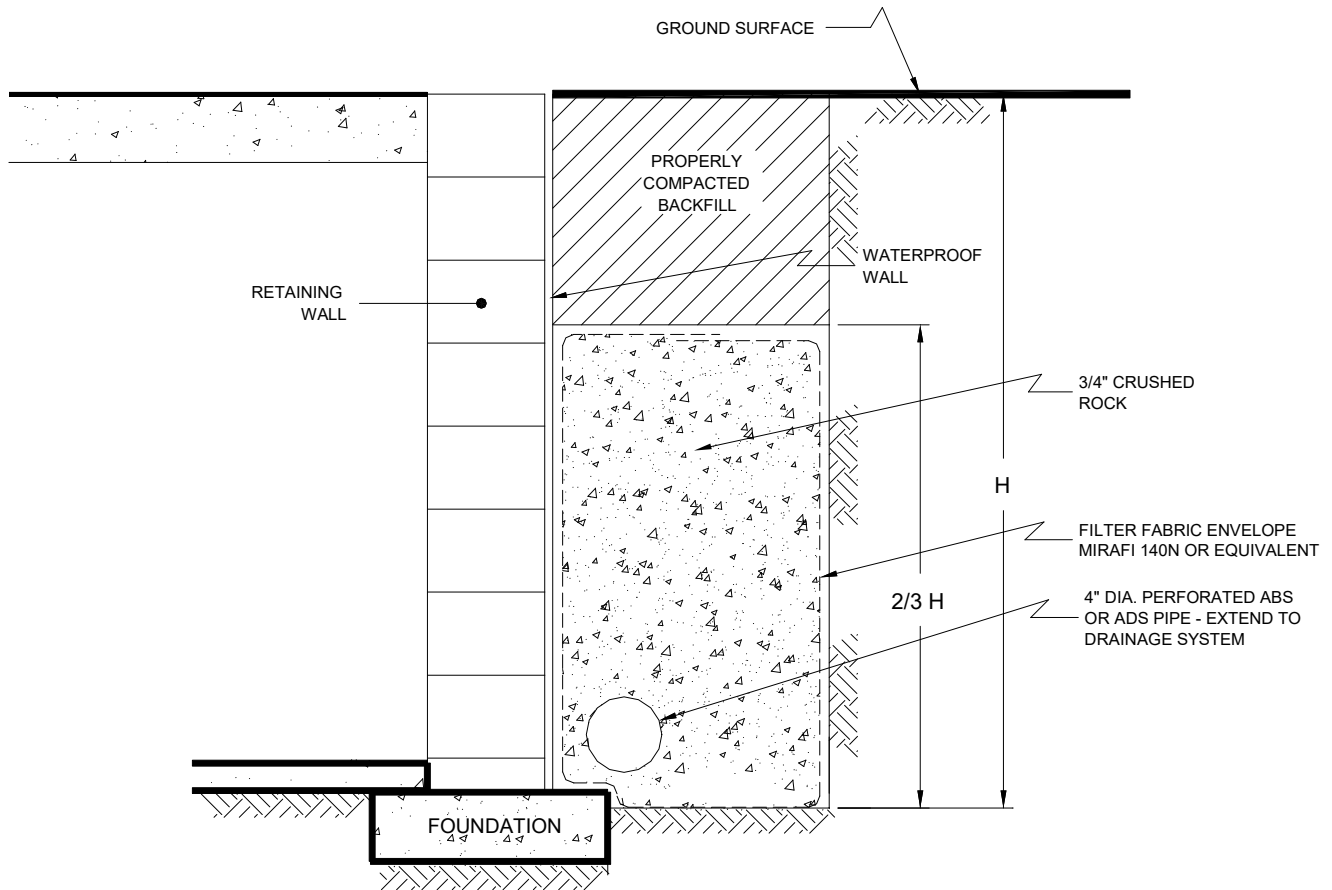 GROUND SURFACE
PROPERLY
COMPACTED
BACKFILL
WATERPROOF
WALL
RETAINING
WALL
3/4" CRUSHED
ROCK
H
FILTER FABRIC ENVELOPE
MIRAFI 140N OR EQUIVALENT
2/3 H
4" DIA. PERFORATED ABS
OR ADS PIPE - EXTEND TO
DRAINAGE SYSTEM
FOUNDATION